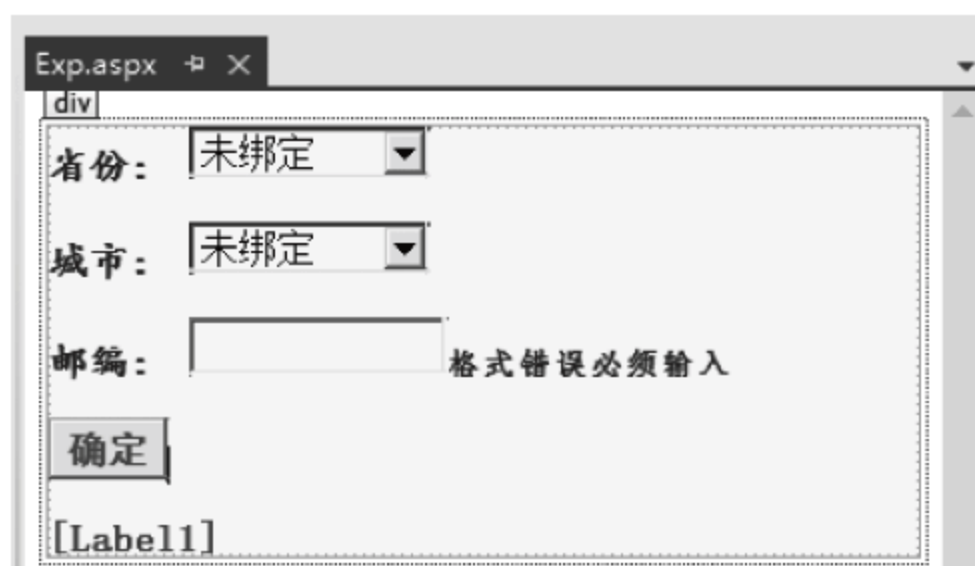 Exp.aspx
div
省份： 未绑定
城市： 未绑定
邮编： 格式错误必须输入
确定
[Label1]